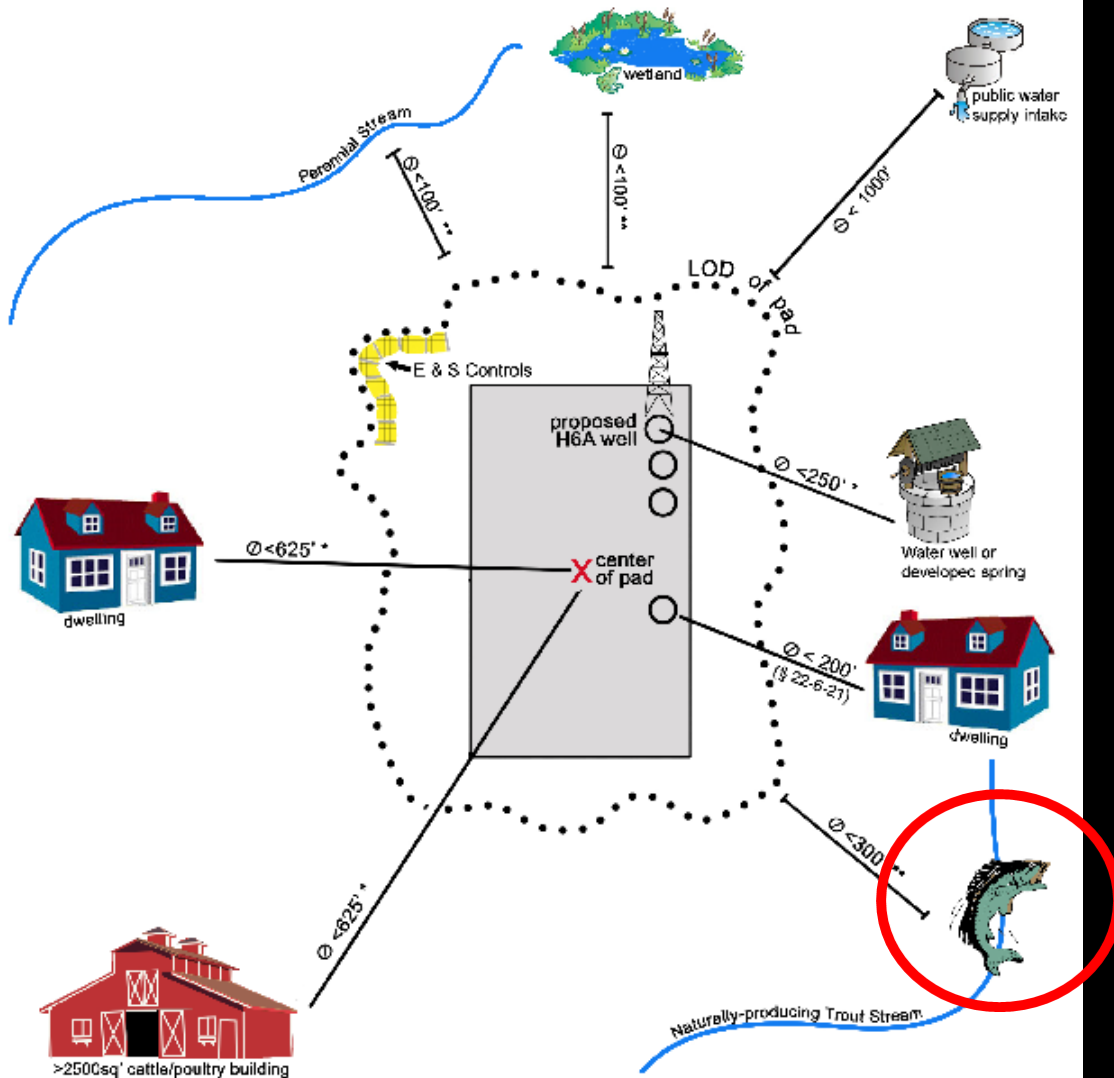 wetland
public water
supply intake
Perennial Stream
∅ <100' **
∅ <100' **
∅ < 1000'
LOD of pad
E & S Controls
proposed
H6A well
∅ <250' *
Water well or
developec spring
∅<625' *
center
of pad
dwelling
∅ < 200'
(§ 22-6-21)
dwelling
∅ <300' **
∅ <625' *
Naturally-producing Trout Stream
>2500sq' cattle/poultry building